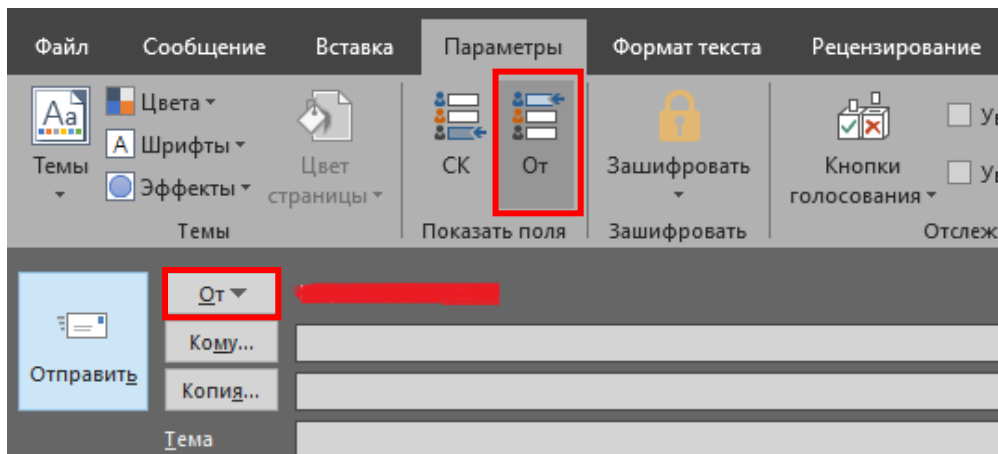 Файл Сообщение Вставка Параметры Формат текста Рецензирование
Aa Цвета
A Шрифты
Эффекты
Темы Цвет страницы СК От Зашифровать Кнопки голосования
Темы Показать поля Зашифровать
От
Кому...
Отправить
Копия...
Тема